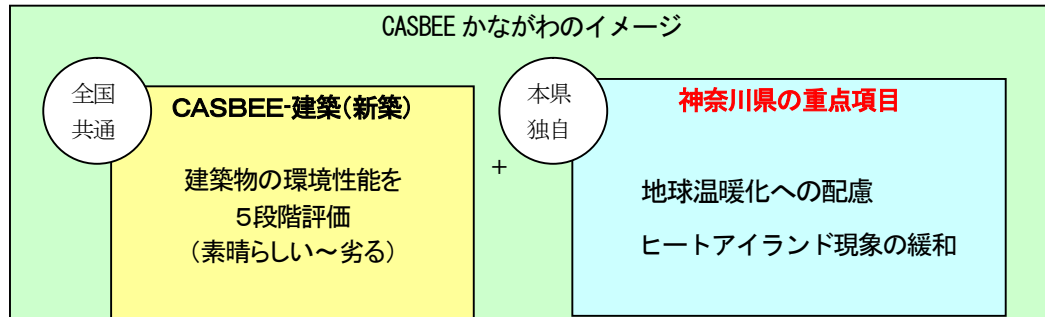 CASBEE かながわのイメージ
全国
共通
CASBEE-建築(新築)
建築物の環境性能を
5段階評価
(素晴らしい~劣る)
+
本県
独自
神奈川県の重点項目
地球温暖化への配慮
ヒートアイランド現象の緩和